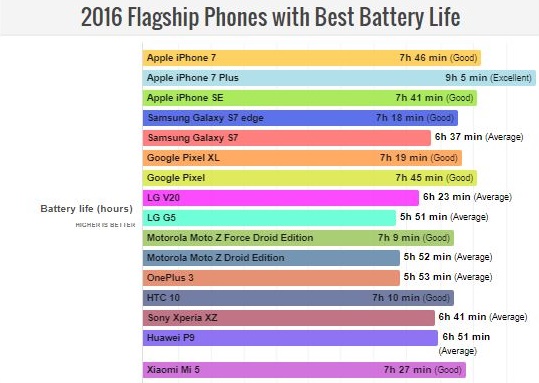 2016 Flagship Phones with Best Battery Life
Apple iPhone 7 7h 46 min (Good)
Apple iPhone 7 Plus 9h 5 min (Excellent)
Apple iPhone SE 7h 41 min (Good)
Samsung Galaxy S7 edge 7h 18 min (Good)
Samsung Galaxy S7 6h 37 min (Average)
Google Pixel XL 7h 19 min (Good)
Google Pixel 7h 45 min (Good)
LG V20 6h 23 min (Average)
Battery life (hours)
LG G5 5h 51 min (Average)
HIGHER IS BETTER
Motorola Moto Z Force Droid Edition 7h 9 min (Good)
Motorola Moto Z Droid Edition 5h 52 min (Average)
OnePlus 3 5h 53 min (Average)
HTC 10 7h 10 min (Good)
Sony Xperia XZ 6h 41 min (Average)
Huawei P9 6h 51 min
(Average)
Xiaomi Mi 5 7h 27 min (Good)